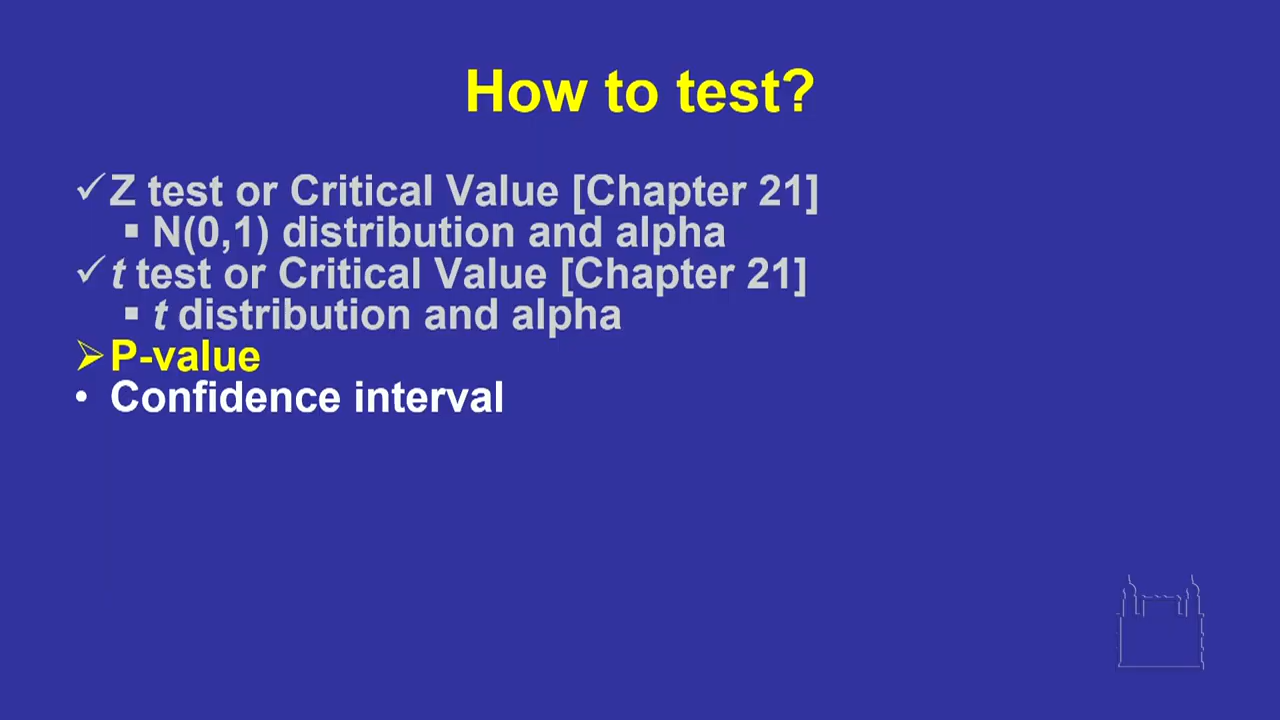 How to test?
✓ Z test or Critical Value [Chapter 21]
▪ N(0,1) distribution and alpha
✓ t test or Critical Value [Chapter 21]
▪ t distribution and alpha
➢ P-value
• Confidence interval